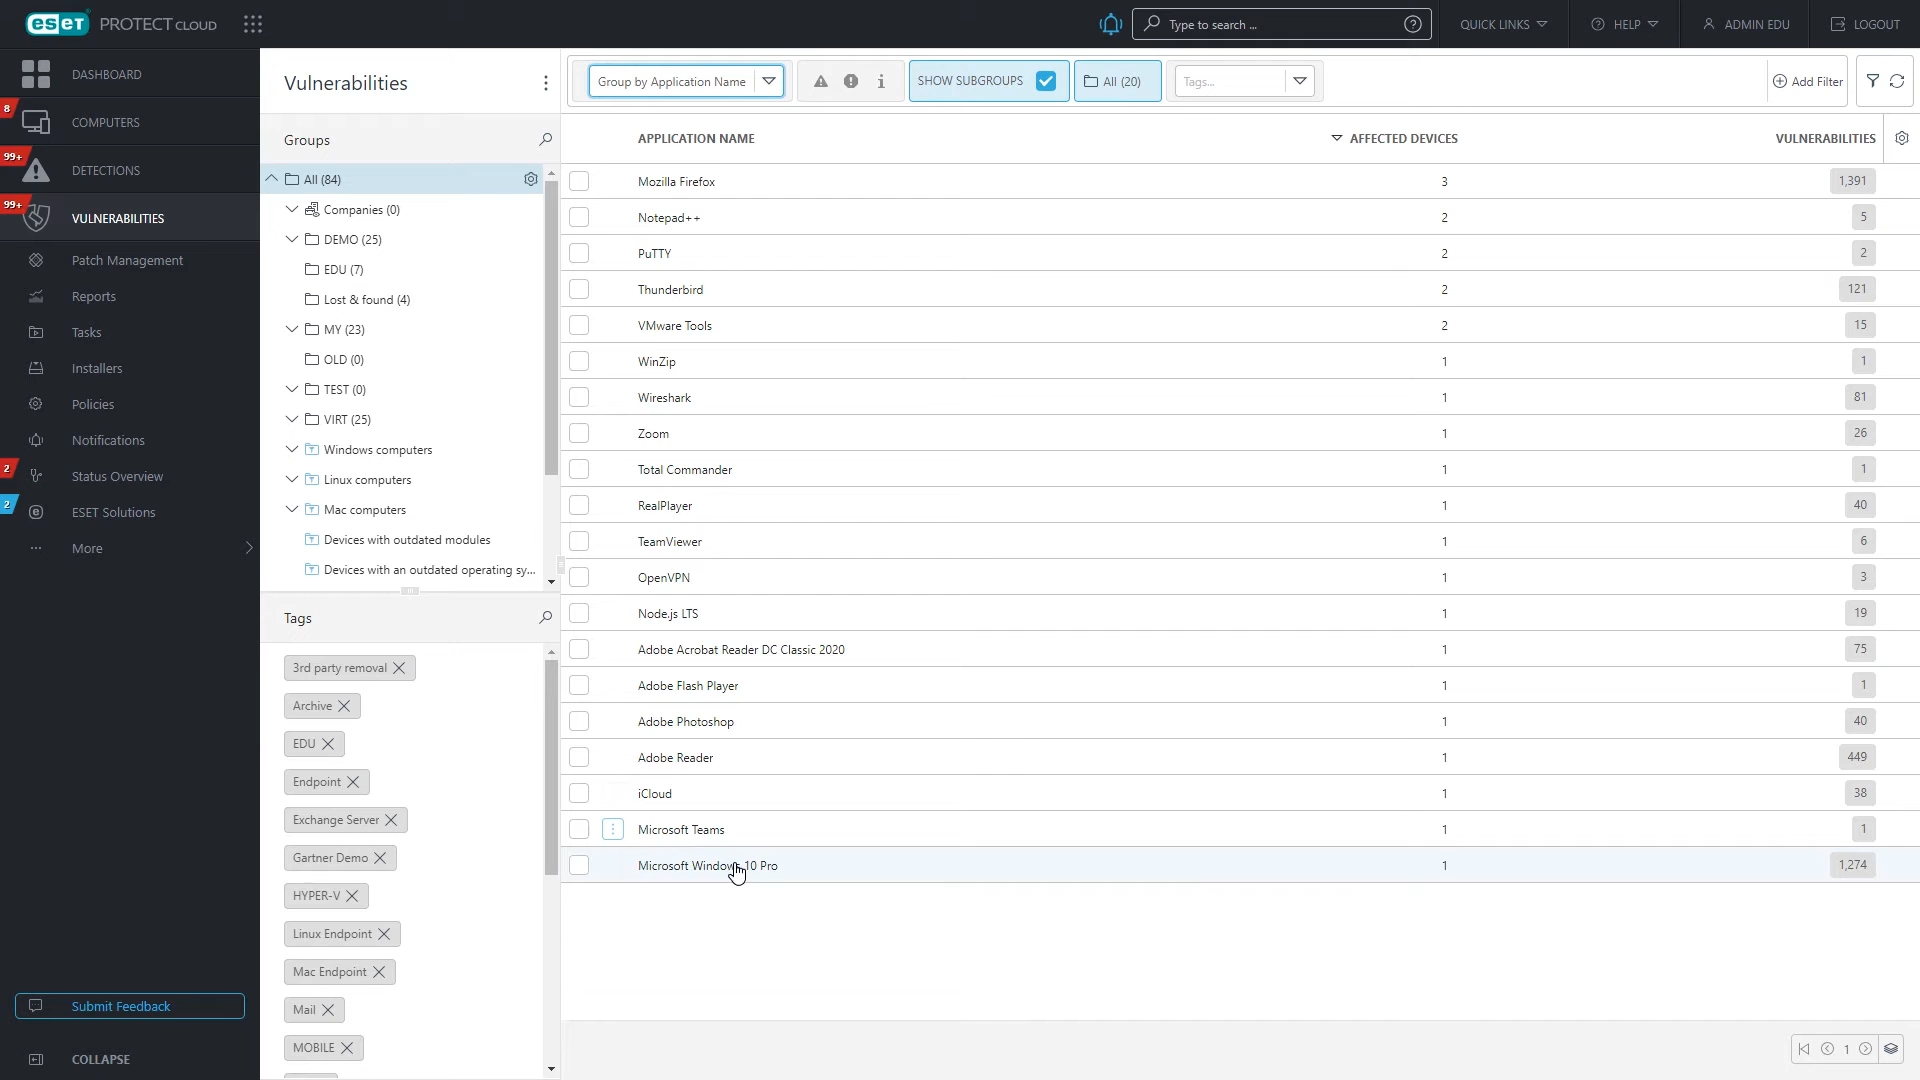 eseT PROTECT CLOUD
Type to search ...
QUICK LINKS
HELP
ADMIN EDU
LOGOUT
DASHBOARD
8
COMPUTERS
99+
DETECTIONS
99+
VULNERABILITIES
Patch Management
Reports
Tasks
Installers
Policies
Notifications
2
Status Overview
2
ESET Solutions
More
Submit Feedback
COLLAPSE
Vulnerabilities
Groups
All (84)
Companies (0)
DEMO (25)
EDU (7)
Lost & found (4)
MY (23)
OLD (0)
TEST (0)
VIRT (25)
Windows computers
Linux computers
Mac computers
Devices with outdated modules
Devices with an outdated operating sy...
Tags
3rd party removal
Archive
EDU
Endpoint
Exchange Server
Gartner Demo
HYPER-V
Linux Endpoint
Mac Endpoint
Mail
MOBILE
Group by Application Name
SHOW SUBGROUPS
All (20)
Tags...
Add Filter
APPLICATION NAME AFFECTED DEVICES VULNERABILITIES
Mozilla Firefox 3 1,391
Notepad++ 2 5
PuTTY 2 2
Thunderbird 2 121
VMware Tools 2 15
WinZip 1 1
Wireshark 1 81
Zoom 1 26
Total Commander 1 1
RealPlayer 1 40
TeamViewer 1 6
OpenVPN 1 3
Node.js LTS 1 19
Adobe Acrobat Reader DC Classic 2020 1 75
Adobe Flash Player 1 1
Adobe Photoshop 1 40
Adobe Reader 1 449
iCloud 1 38
Microsoft Teams 1 1
Microsoft Windows 10 Pro 1 1,274
1